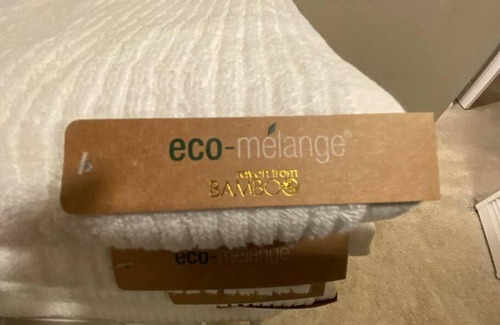 eco-mélange®
rayon from
BAMBOO
eco-mélange